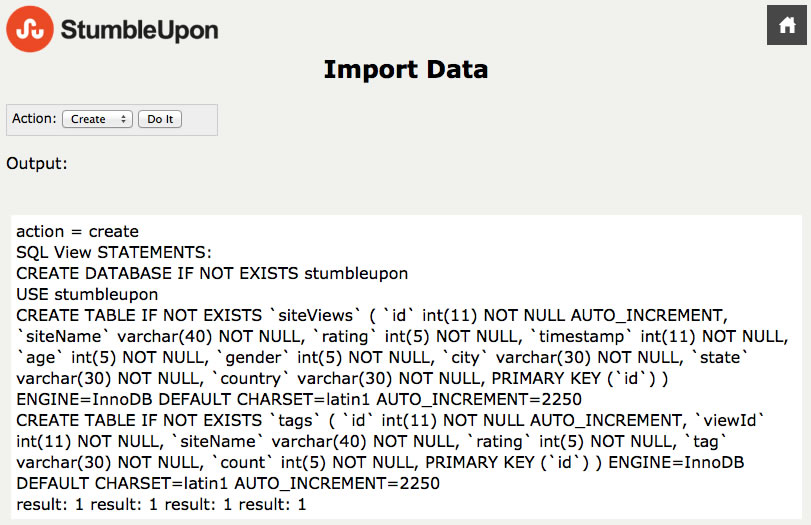 StumbleUpon
Import Data
Action: Create Do It
Output:
action = create
SQL View STATEMENTS:
CREATE DATABASE IF NOT EXISTS stumbleupon
USE stumbleupon
CREATE TABLE IF NOT EXISTS `siteViews` ( `id` int(11) NOT NULL AUTO_INCREMENT,
`siteName` varchar(40) NOT NULL, `rating` int(5) NOT NULL, `timestamp` int(11) NOT NULL,
`age` int(5) NOT NULL, `gender` int(5) NOT NULL, `city` varchar(30) NOT NULL, `state`
varchar(30) NOT NULL, `country` varchar(30) NOT NULL, PRIMARY KEY (`id`) )
ENGINE=InnoDB DEFAULT CHARSET=latin1 AUTO_INCREMENT=2250
CREATE TABLE IF NOT EXISTS `tags` ( `id` int(11) NOT NULL AUTO_INCREMENT, `viewId`
int(11) NOT NULL, `siteName` varchar(40) NOT NULL, `rating` int(5) NOT NULL, `tag`
varchar(30) NOT NULL, `count` int(5) NOT NULL, PRIMARY KEY (`id`) ) ENGINE=InnoDB
DEFAULT CHARSET=latin1 AUTO_INCREMENT=2250
result: 1 result: 1 result: 1 result: 1